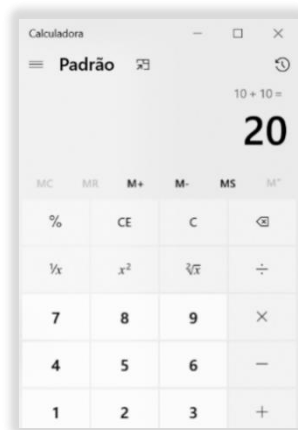 Calculadora
Padrão
10 + 10 =
20
MC MR M+ M- MS M˅
% CE C
¹/x x² ²√x ÷
7 8 9 ×
4 5 6 −
1 2 3 +